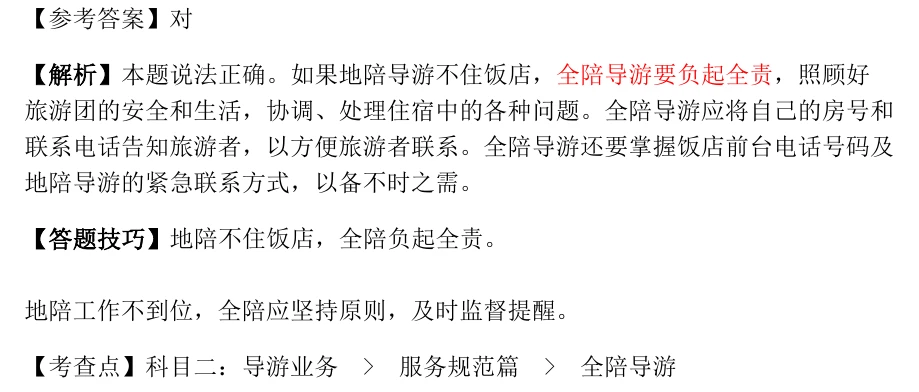 【参考答案】对
【解析】本题说法正确。如果地陪导游不住饭店，全陪导游要负起全责，照顾好
旅游团的安全和生活，协调、处理住宿中的各种问题。全陪导游应将自己的房号和
联系电话告知旅游者，以方便旅游者联系。全陪导游还要掌握饭店前台电话号码及
地陪导游的紧急联系方式，以备不时之需。
【答题技巧】地陪不住饭店，全陪负起全责。
地陪工作不到位，全陪应坚持原则，及时监督提醒。
【考查点】科目二：导游业务 > 服务规范篇 > 全陪导游